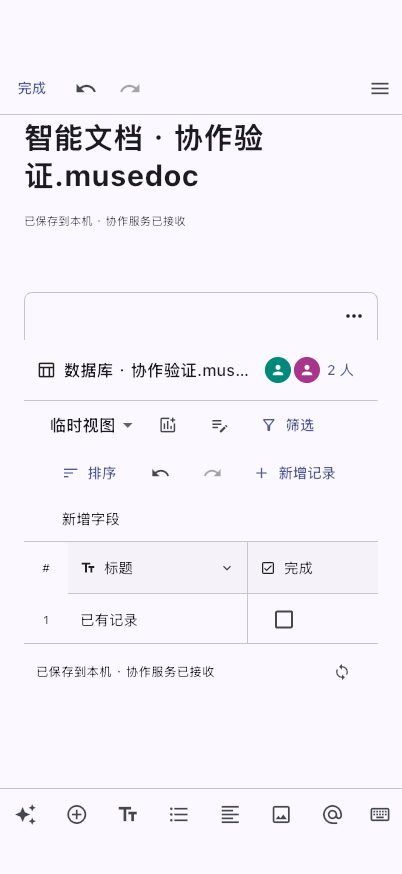 完成
智能文档 · 协作验
证.musedoc
已保存到本机 · 协作服务已接收
数据库 · 协作验证.mus... 2 人
临时视图 筛选
排序 新增记录
新增字段
# 标题 完成
1 已有记录
已保存到本机 · 协作服务已接收